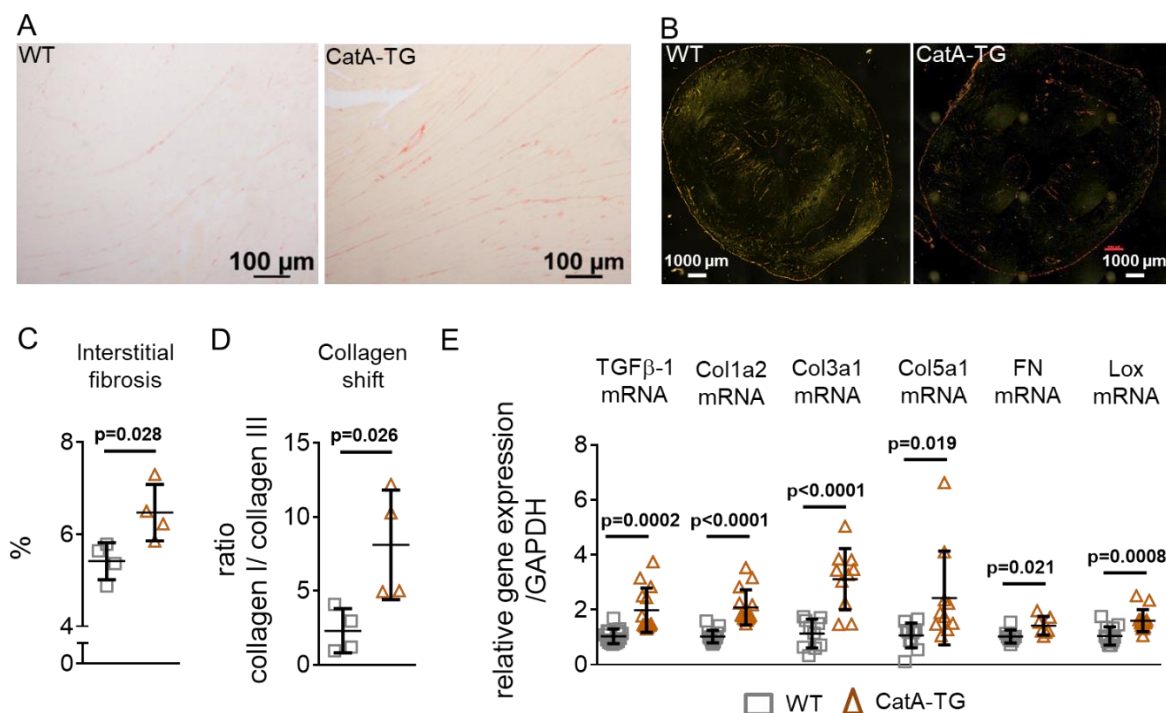 A
WT
CatA-TG
100 µm
100 µm
B
WT
CatA-TG
1000 µm
1000 µm
C
Interstitial
fibrosis
p=0.028
%
8
6
4
0
D
Collagen
shift
p=0.026
ratio
collagen I/ collagen III
15
10
5
0
E
TGFβ-1
mRNA
Col1a2
mRNA
Col3a1
mRNA
Col5a1
mRNA
FN
mRNA
Lox
mRNA
relative gene expression
/GAPDH
8
6
4
2
0
p=0.0002
p<0.0001
p<0.0001
p=0.019
p=0.021
p=0.0008
WT
CatA-TG